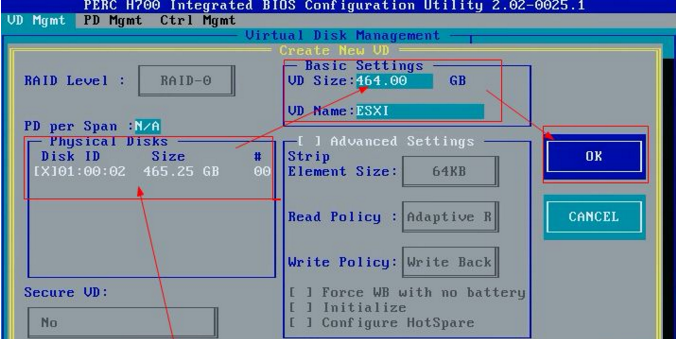 PERC H700 Integrated BIOS Configuration Utility 2.02-0025.1
VD Mgmt PD Mgmt Ctrl Mgmt
Virtual Disk Management
Create New VD
RAID Level : RAID-0
PD per Span :N/A
Physical Disks
Disk ID Size #
[X]01:00:02 465.25 GB 00
Secure VD:
No
Basic Settings
VD Size:464.00 GB
VD Name:ESXI
[ ] Advanced Settings
Strip
Element Size: 64KB
Read Policy : Adaptive R
Write Policy: Write Back
[ ] Force WB with no battery
[ ] Initialize
[ ] Configure HotSpare
OK
CANCEL